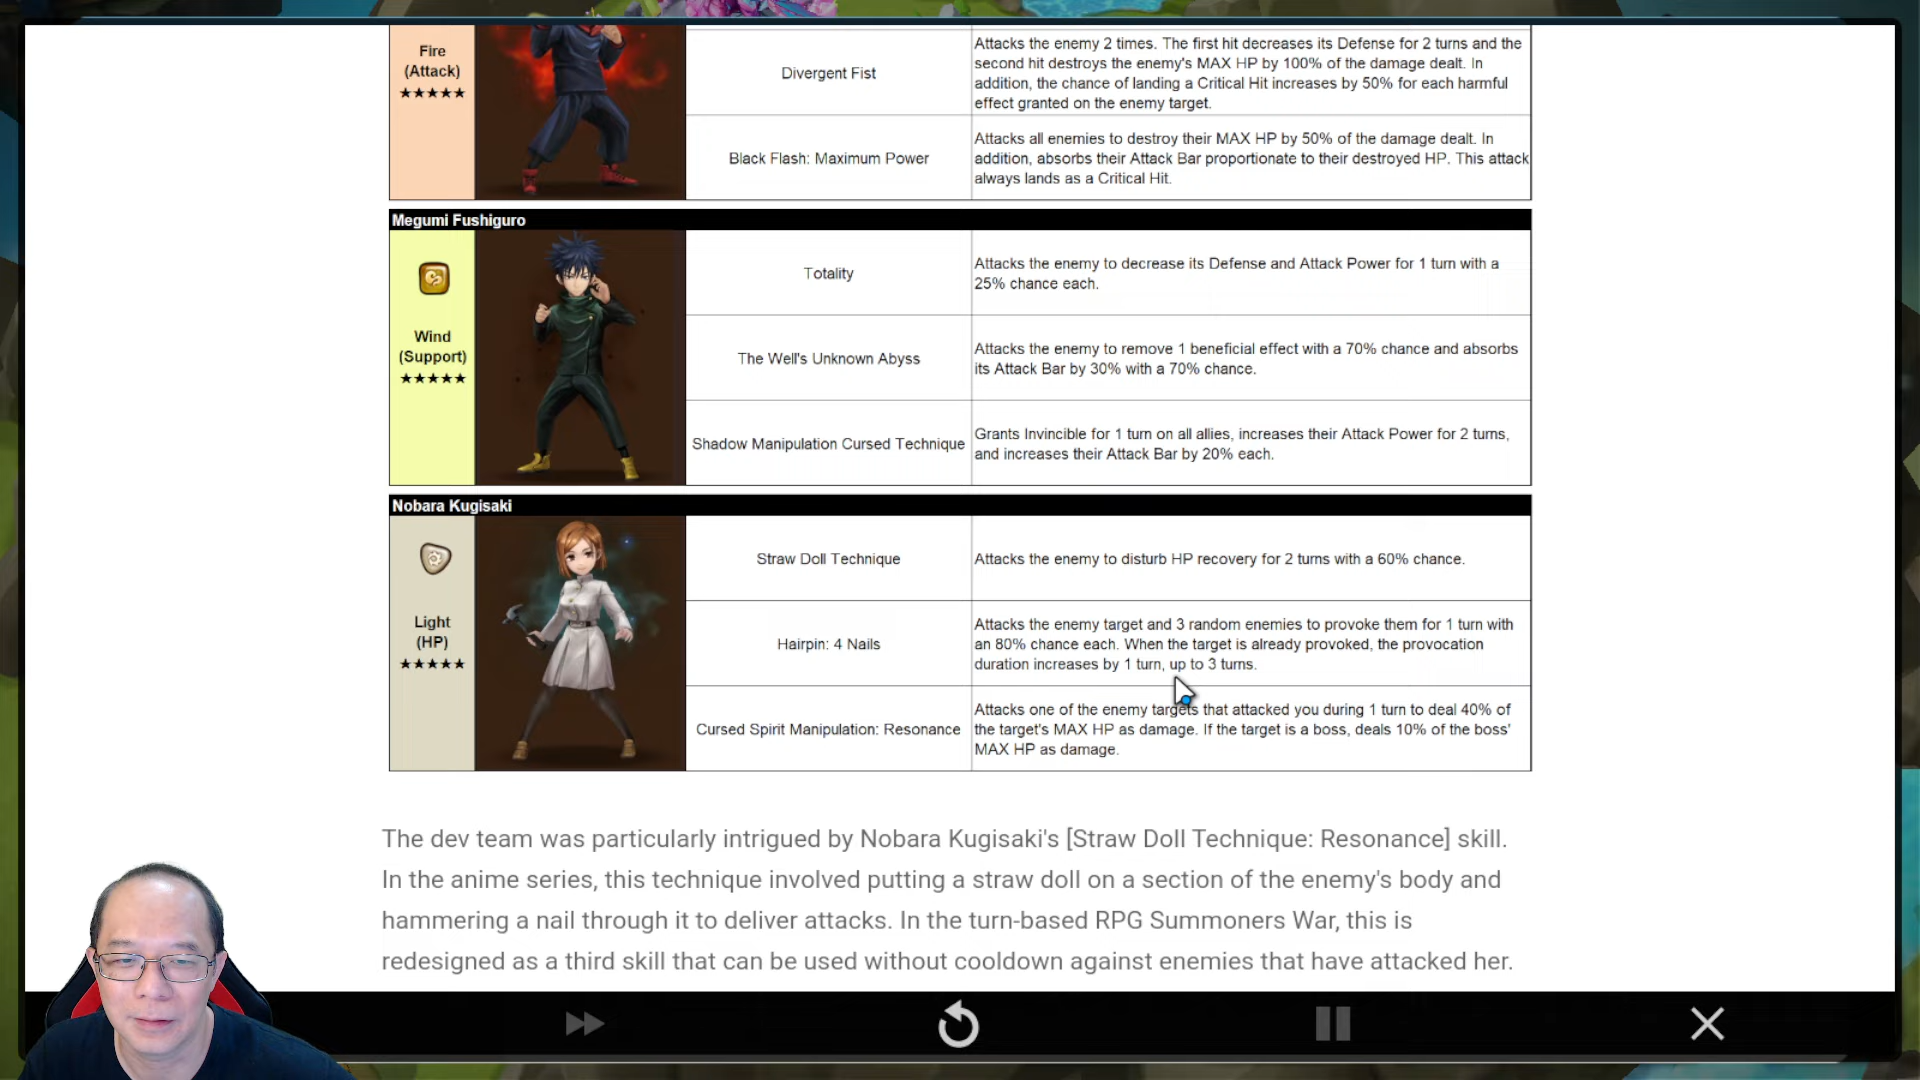 Fire
(Attack)
★★★★★
Divergent Fist
Attacks the enemy 2 times. The first hit decreases its Defense for 2 turns and the
second hit destroys the enemy's MAX HP by 100% of the damage dealt. In
addition, the chance of landing a Critical Hit increases by 50% for each harmful
effect granted on the enemy target.
Black Flash: Maximum Power
Attacks all enemies to destroy their MAX HP by 50% of the damage dealt. In
addition, absorbs their Attack Bar proportionate to their destroyed HP. This attack
always lands as a Critical Hit.
Megumi Fushiguro
Wind
(Support)
★★★★★
Totality
Attacks the enemy to decrease its Defense and Attack Power for 1 turn with a
25% chance each.
The Well's Unknown Abyss
Attacks the enemy to remove 1 beneficial effect with a 70% chance and absorbs
its Attack Bar by 30% with a 70% chance.
Shadow Manipulation Cursed Technique
Grants Invincible for 1 turn on all allies, increases their Attack Power for 2 turns,
and increases their Attack Bar by 20% each.
Nobara Kugisaki
Light
(HP)
★★★★★
Straw Doll Technique
Attacks the enemy to disturb HP recovery for 2 turns with a 60% chance.
Hairpin: 4 Nails
Attacks the enemy target and 3 random enemies to provoke them for 1 turn with
an 80% chance each. When the target is already provoked, the provocation
duration increases by 1 turn, up to 3 turns.
Cursed Spirit Manipulation: Resonance
Attacks one of the enemy targets that attacked you during 1 turn to deal 40% of
the target's MAX HP as damage. If the target is a boss, deals 10% of the boss'
MAX HP as damage.
The dev team was particularly intrigued by Nobara Kugisaki's [Straw Doll Technique: Resonance] skill.
In the anime series, this technique involved putting a straw doll on a section of the enemy's body and
hammering a nail through it to deliver attacks. In the turn-based RPG Summoners War, this is
redesigned as a third skill that can be used without cooldown against enemies that have attacked her.